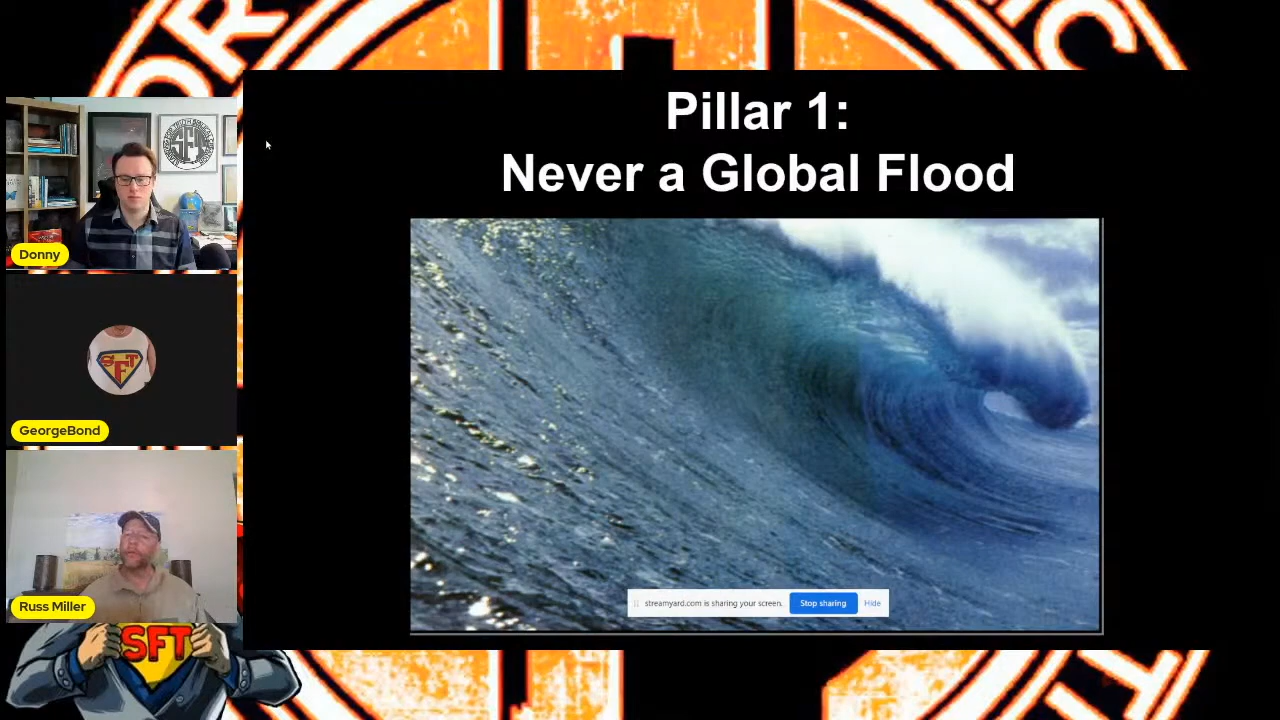 Pillar 1:
Never a Global Flood
SFT
Donny
SFT
GeorgeBond
Russ Miller
SFT
streamyard.com is sharing your screen.
Stop sharing
Hide